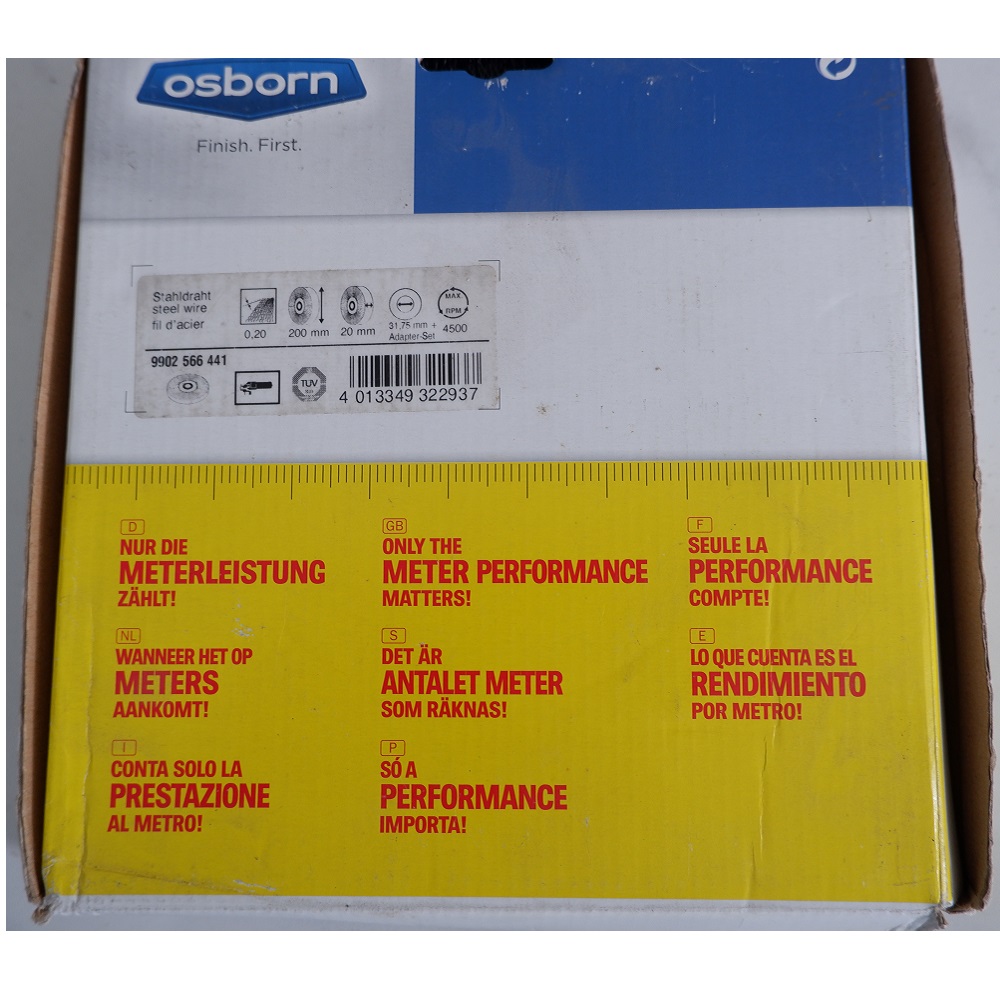 osborn
Finish. First.
Stahldraht
steel wire
fil d'acier
0,20
200 mm
20 mm
31,75 mm +
Adapter-Set
MAX.
RPM
4500
9902 566 441
TÜV
4 013349 322937
D
NUR DIE
METERLEISTUNG
ZÄHLT!
GB
ONLY THE
METER PERFORMANCE
MATTERS!
F
SEULE LA
PERFORMANCE
COMPTE!
NL
WANNEER HET OP
METERS
AANKOMT!
S
DET ÄR
ANTALET METER
SOM RÄKNAS!
E
LO QUE CUENTA ES EL
RENDIMIENTO
POR METRO!
I
CONTA SOLO LA
PRESTAZIONE
AL METRO!
P
SÓ A
PERFORMANCE
IMPORTA!